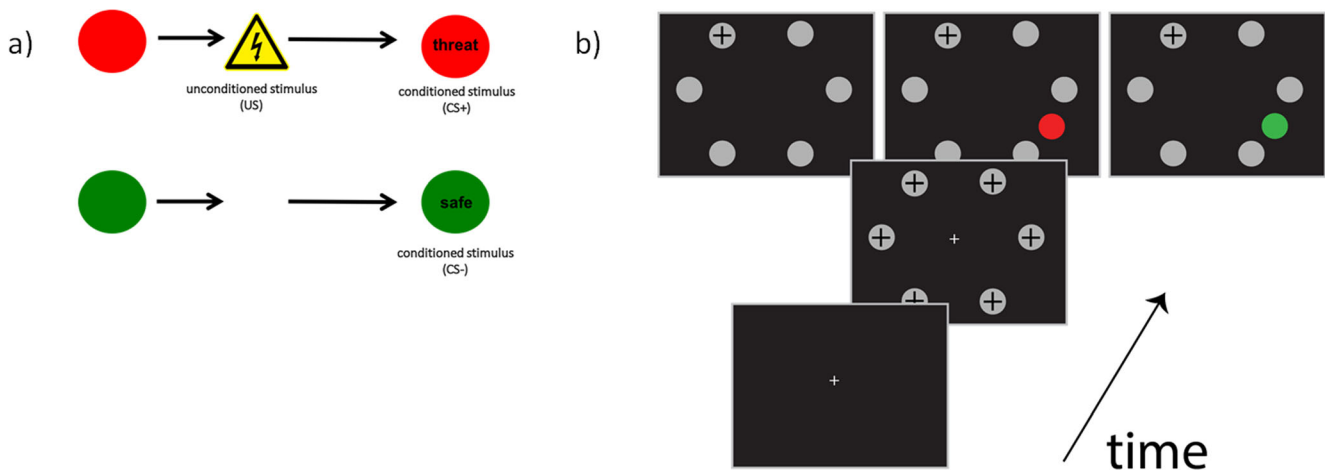 a)
threat
unconditioned stimulus
(US)
conditioned stimulus
(CS+)
safe
conditioned stimulus
(CS-)
b)
time